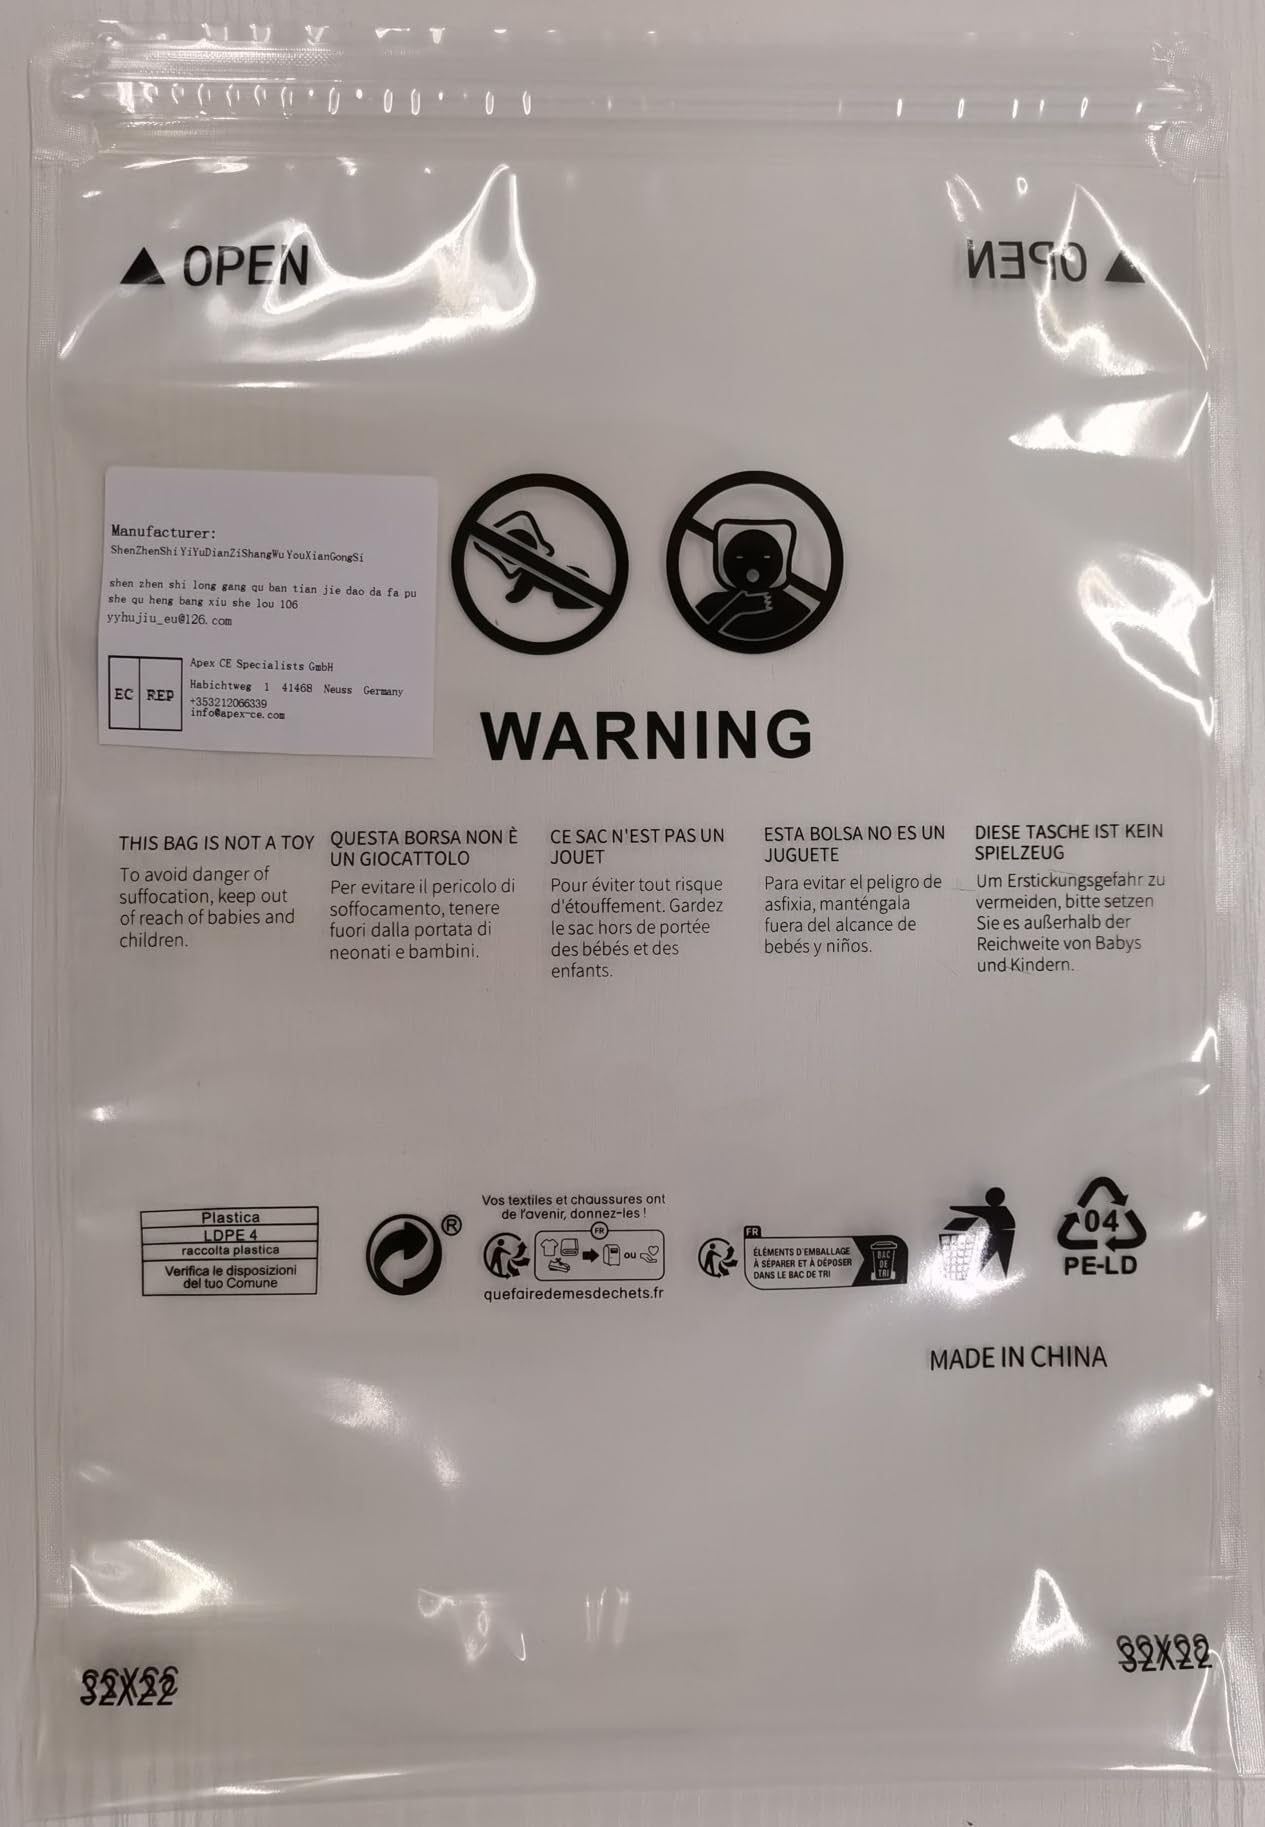 ▲ OPEN
OPEN ▲
Manufacturer:
ShenZhenShiYiYuDianZiShangWuYouXianGongSi
shen zhen shi long gang qu ban tian jie dao da fa pu
she qu heng bang xiu she lou 106
yyhujiu_eu@126.com
EC REP
Apex CE Specialists GmbH
Habichtweg 1 41468 Neuss Germany
+353212066339
info@apex-ce.com
WARNING
THIS BAG IS NOT A TOY
To avoid danger of
suffocation, keep out
of reach of babies and
children.
QUESTA BORSA NON È
UN GIOCATTOLO
Per evitare il pericolo di
soffocamento, tenere
fuori dalla portata di
neonati e bambini.
CE SAC N'EST PAS UN
JOUET
Pour éviter tout risque
d'étouffement. Gardez
le sac hors de portée
des bébés et des
enfants.
ESTA BOLSA NO ES UN
JUGUETE
Para evitar el peligro de
asfixia, manténgala
fuera del alcance de
bebés y niños.
DIESE TASCHE IST KEIN
SPIELZEUG
Um Erstickungsgefahr zu
vermeiden, bitte setzen
Sie es außerhalb der
Reichweite von Babys
und Kindern.
Plastica
LDPE 4
raccolta plastica
Verifica le disposizioni
del tuo Comune
®
Vos textiles et chaussures ont
de l'avenir, donnez-les !
FR
ou
quefairedemesdechets.fr
FR
ÉLÉMENTS D'EMBALLAGE
À SÉPARER ET À DÉPOSER
DANS LE BAC DE TRI
BAC
DE
TRI
04
PE-LD
MADE IN CHINA
32X22
32X22